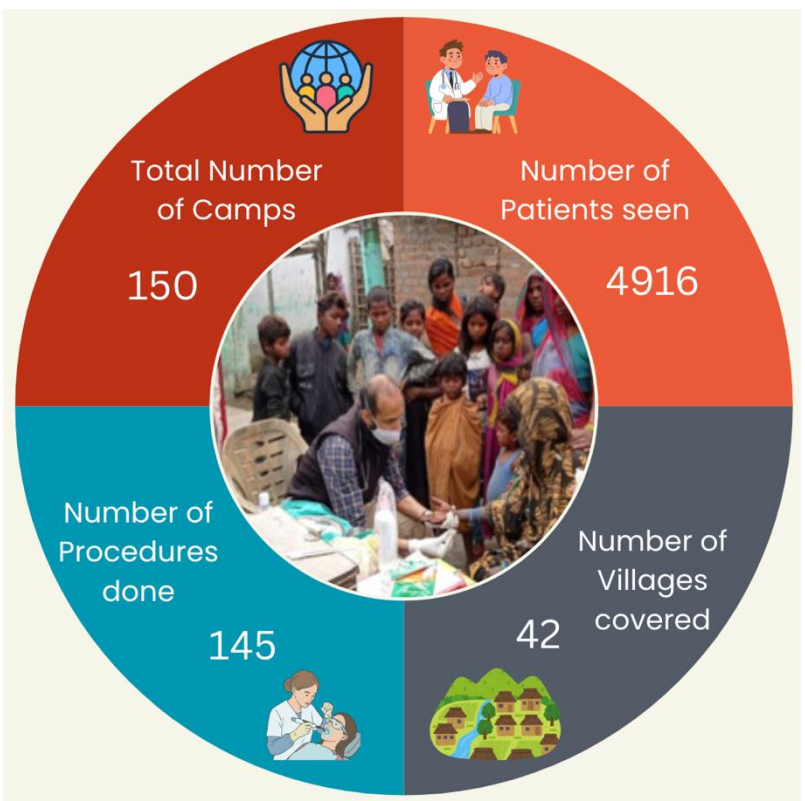 Total Number
of Camps
150
Number of
Patients seen
4916
Number of
Procedures
done
145
Number of
Villages
covered
42